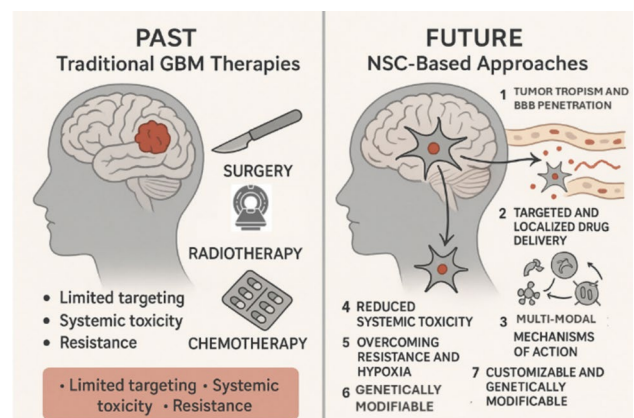 PAST
Traditional GBM Therapies
SURGERY
RADIOTHERAPY
CHEMOTHERAPY
• Limited targeting
• Systemic toxicity
• Resistance
• Limited targeting • Systemic
toxicity • Resistance
FUTURE
NSC-Based Approaches
1 TUMOR TROPISM AND
BBB PENETRATION
2 TARGETED AND
LOCALIZED DRUG
DELIVERY
3 MULTI-MODAL
MECHANISMS
OF ACTION
4 REDUCED
SYSTEMIC TOXICITY
5 OVERCOMING
RESISTANCE AND
HYPOXIA
6 GENETICALLY
MODIFIABLE
7 CUSTOMIZABLE AND
GENETICALLY
MODIFICABLE